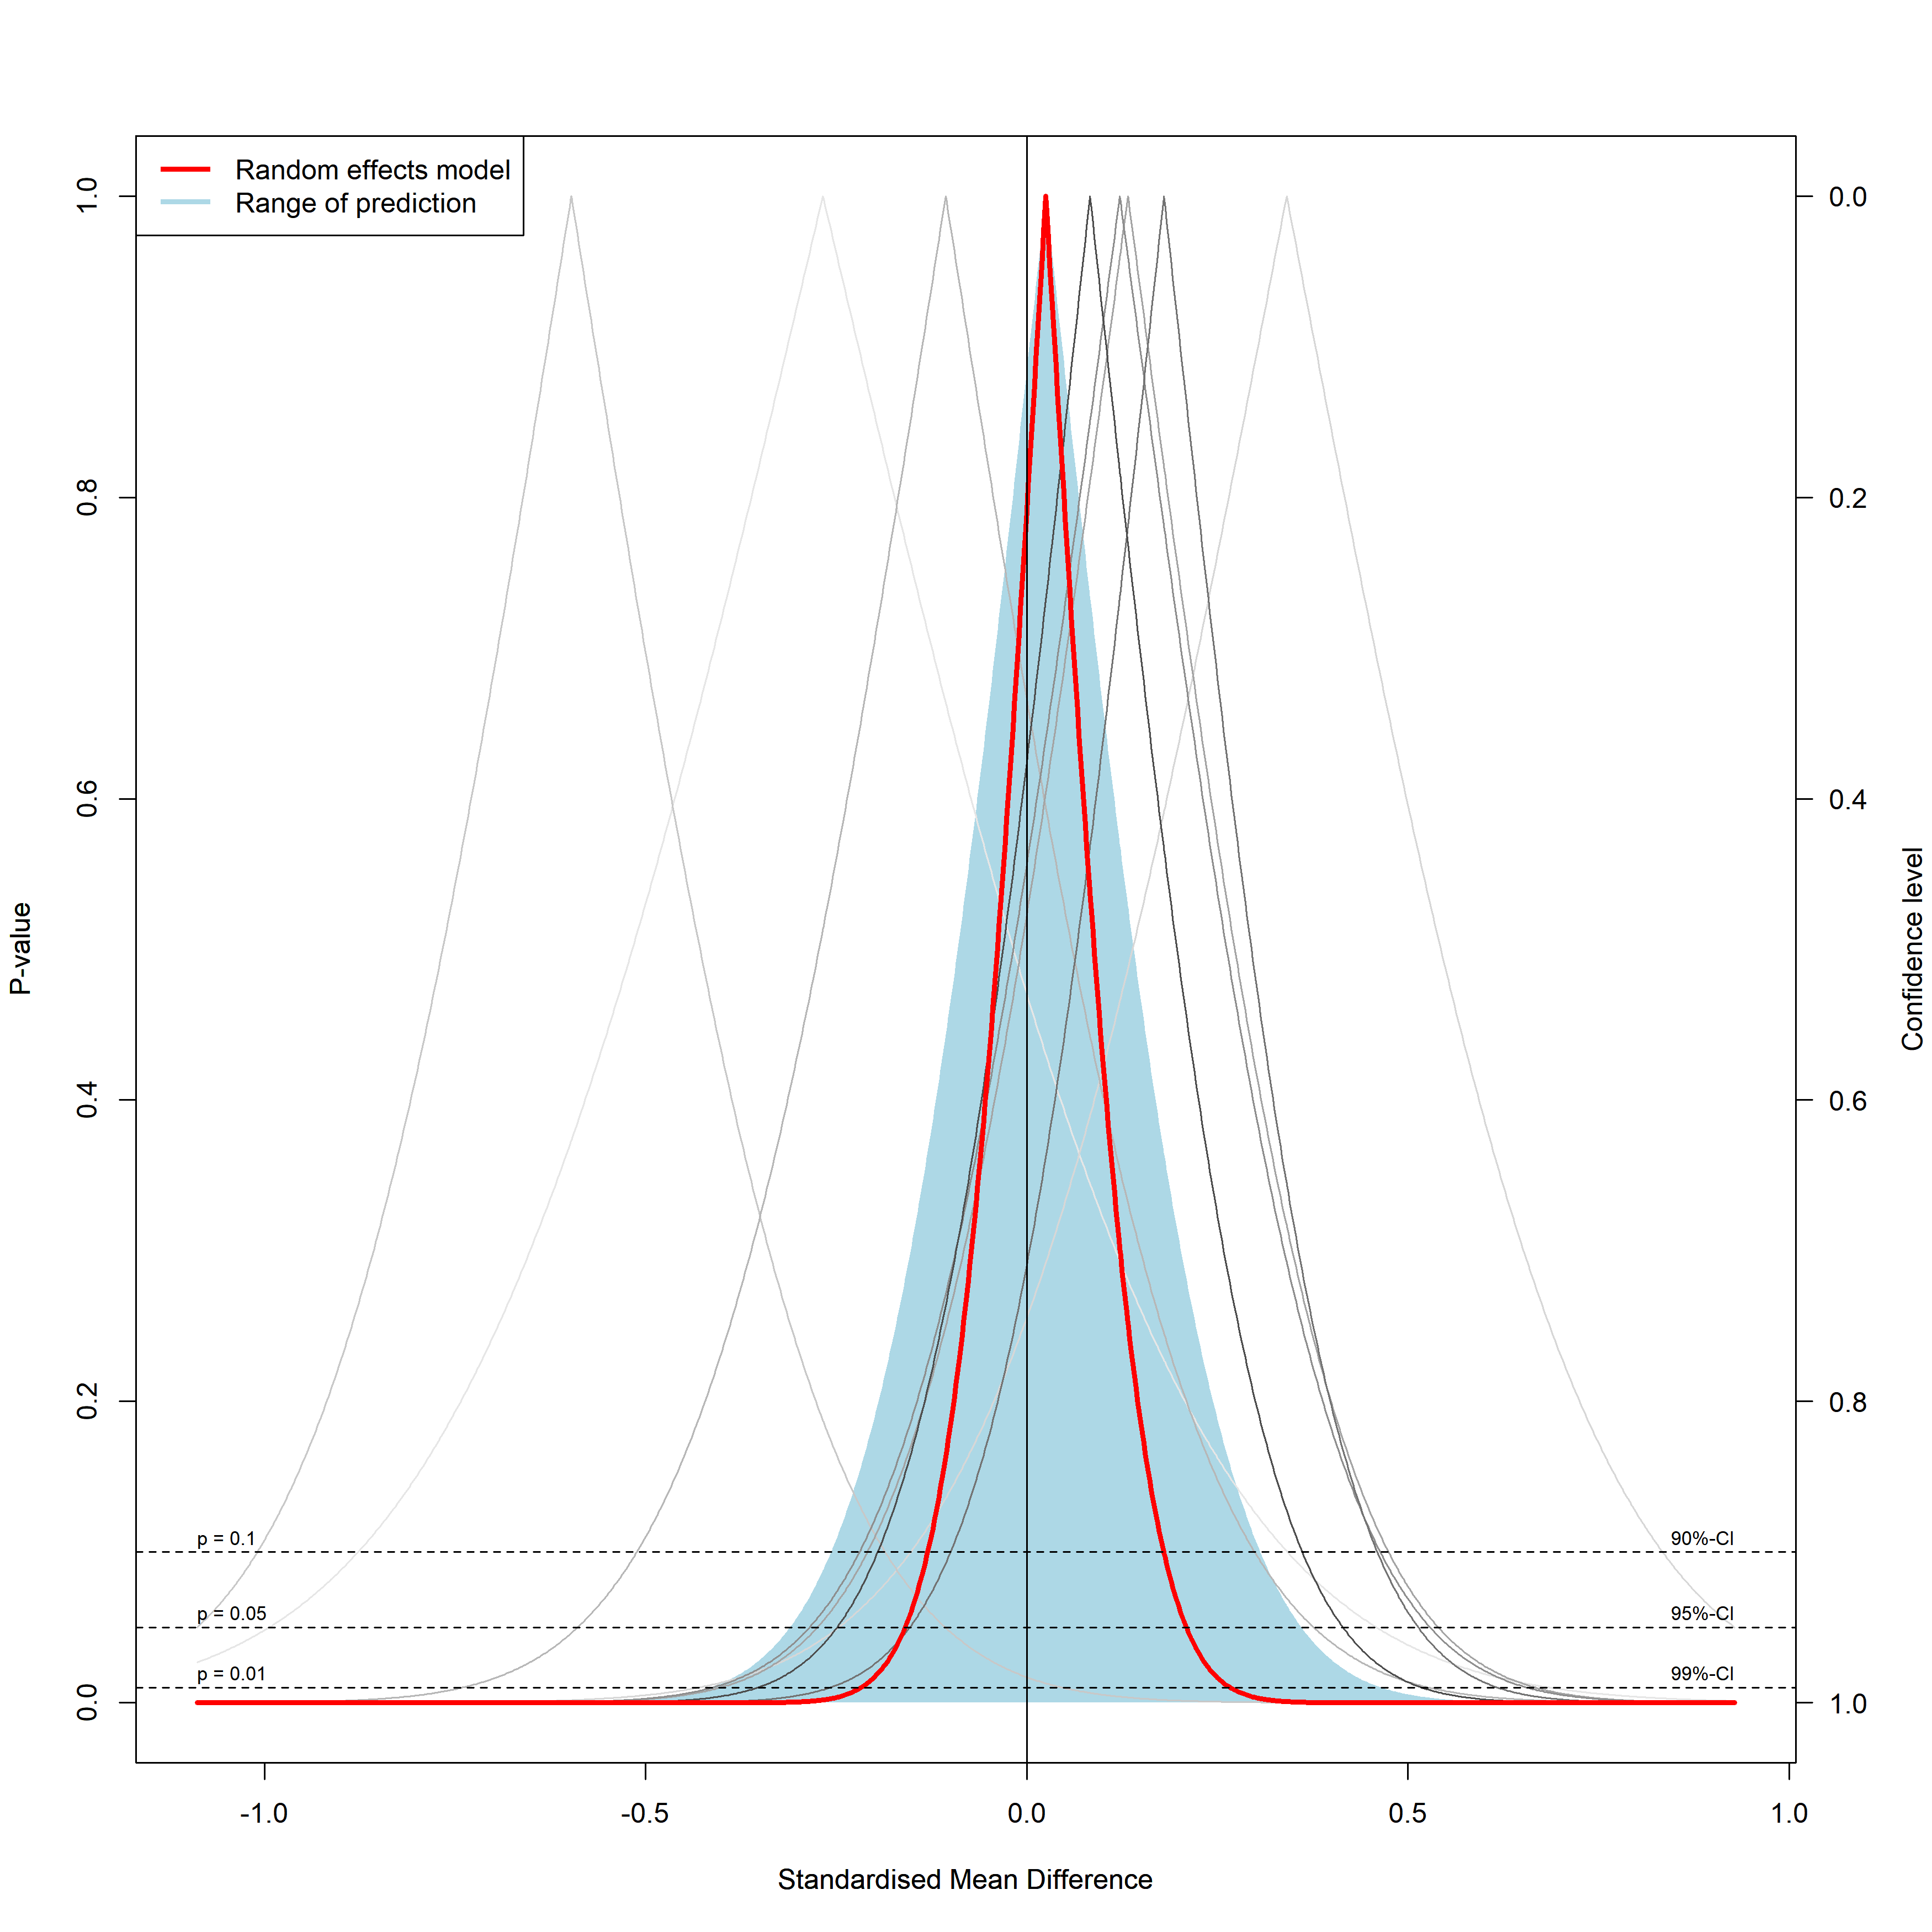 Random effects model
Range of prediction
1.0
0.8
0.6
0.4
0.2
0.0
P-value
0.0
0.2
0.4
0.6
0.8
1.0
Confidence level
p = 0.1
90%-CI
p = 0.05
95%-CI
p = 0.01
99%-CI
-1.0
-0.5
0.0
0.5
1.0
Standardised Mean Difference